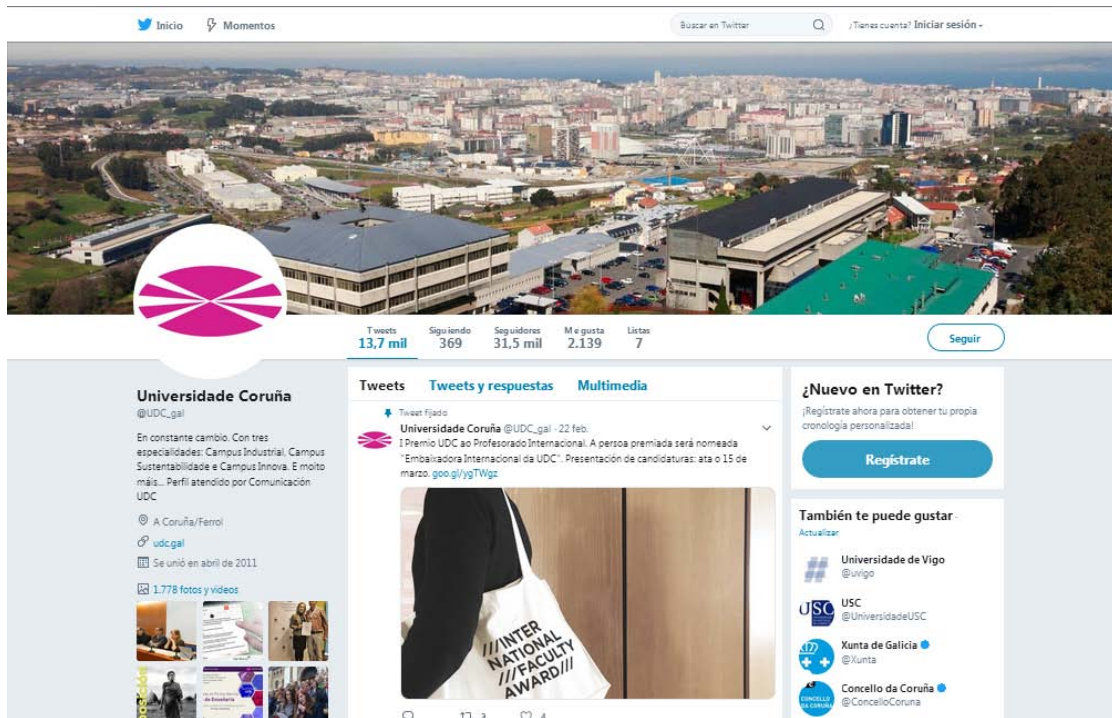 Inicio
Momentos
Buscar en Twitter
¿Tienes cuenta? Iniciar sesión
Tweets
13,7 mil
Siguiendo
369
Seguidores
31,5 mil
Me gusta
2.139
Listas
7
Seguir
Universidade Coruña
@UDC_gal
En constante cambio. Con tres
especialidades: Campus Industrial, Campus
Sustentabilidade e Campus Innova. E moito
máis... Perfil atendido por Comunicación
UDC
A Coruña/Ferrol
udc.gal
Se unió en abril de 2011
1.778 fotos y videos
Tweets Tweets y respuestas Multimedia
Tweet fijado
Universidade Coruña @UDC_gal · 22 feb.
I Premio UDC ao Profesorado Internacional. A persoa premiada será nomeada
"Embaixadora Internacional da UDC". Presentación de candidaturas: ata o 15 de
marzo. goo.gl/ygTWgz
///INTER
NATIONAL
///FACULTY
AWARD///
3 4
¿Nuevo en Twitter?
¡Regístrate ahora para obtener tu propia
cronología personalizada!
Regístrate
También te puede gustar ·
Actualizar
Universidade de Vigo
@uvigo
USC
USC
@UniversidadeUSC
Xunta de Galicia
@Xunta
CONCELLO
DA CORUÑA
Concello da Coruña
@ConcelloCoruna